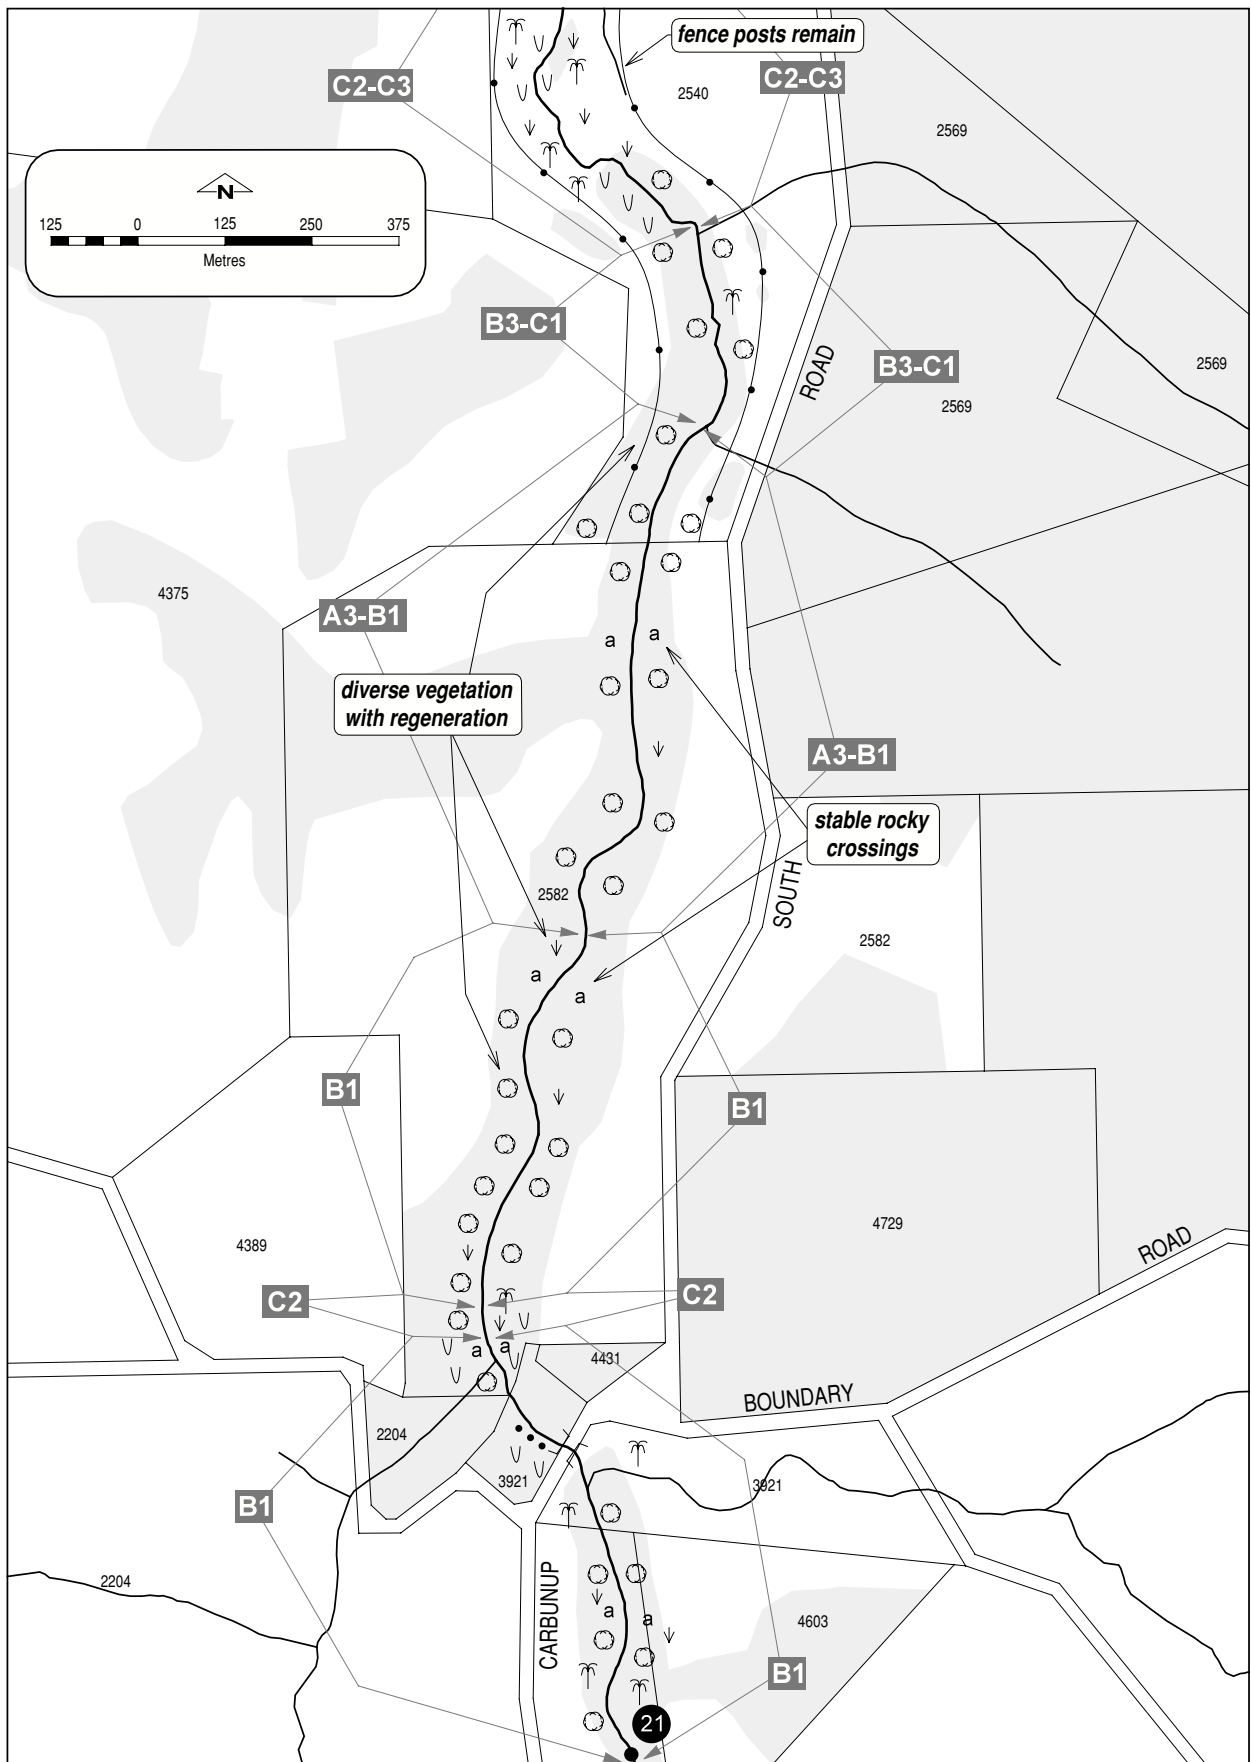 fence posts remain
C2-C3
C2-C3
2540
2569
N
125 0 125 250 375
Metres
B3-C1
ROAD
B3-C1
2569
2569
4375
A3-B1
a a
diverse vegetation
with regeneration
A3-B1
stable rocky
crossings
2582
SOUTH
2582
a
a
B1
B1
4729
4389
ROAD
C2
C2
a a
4431
BOUNDARY
2204
3921
3921
B1
2204
CARBUNUP
a a
4603
B1
21